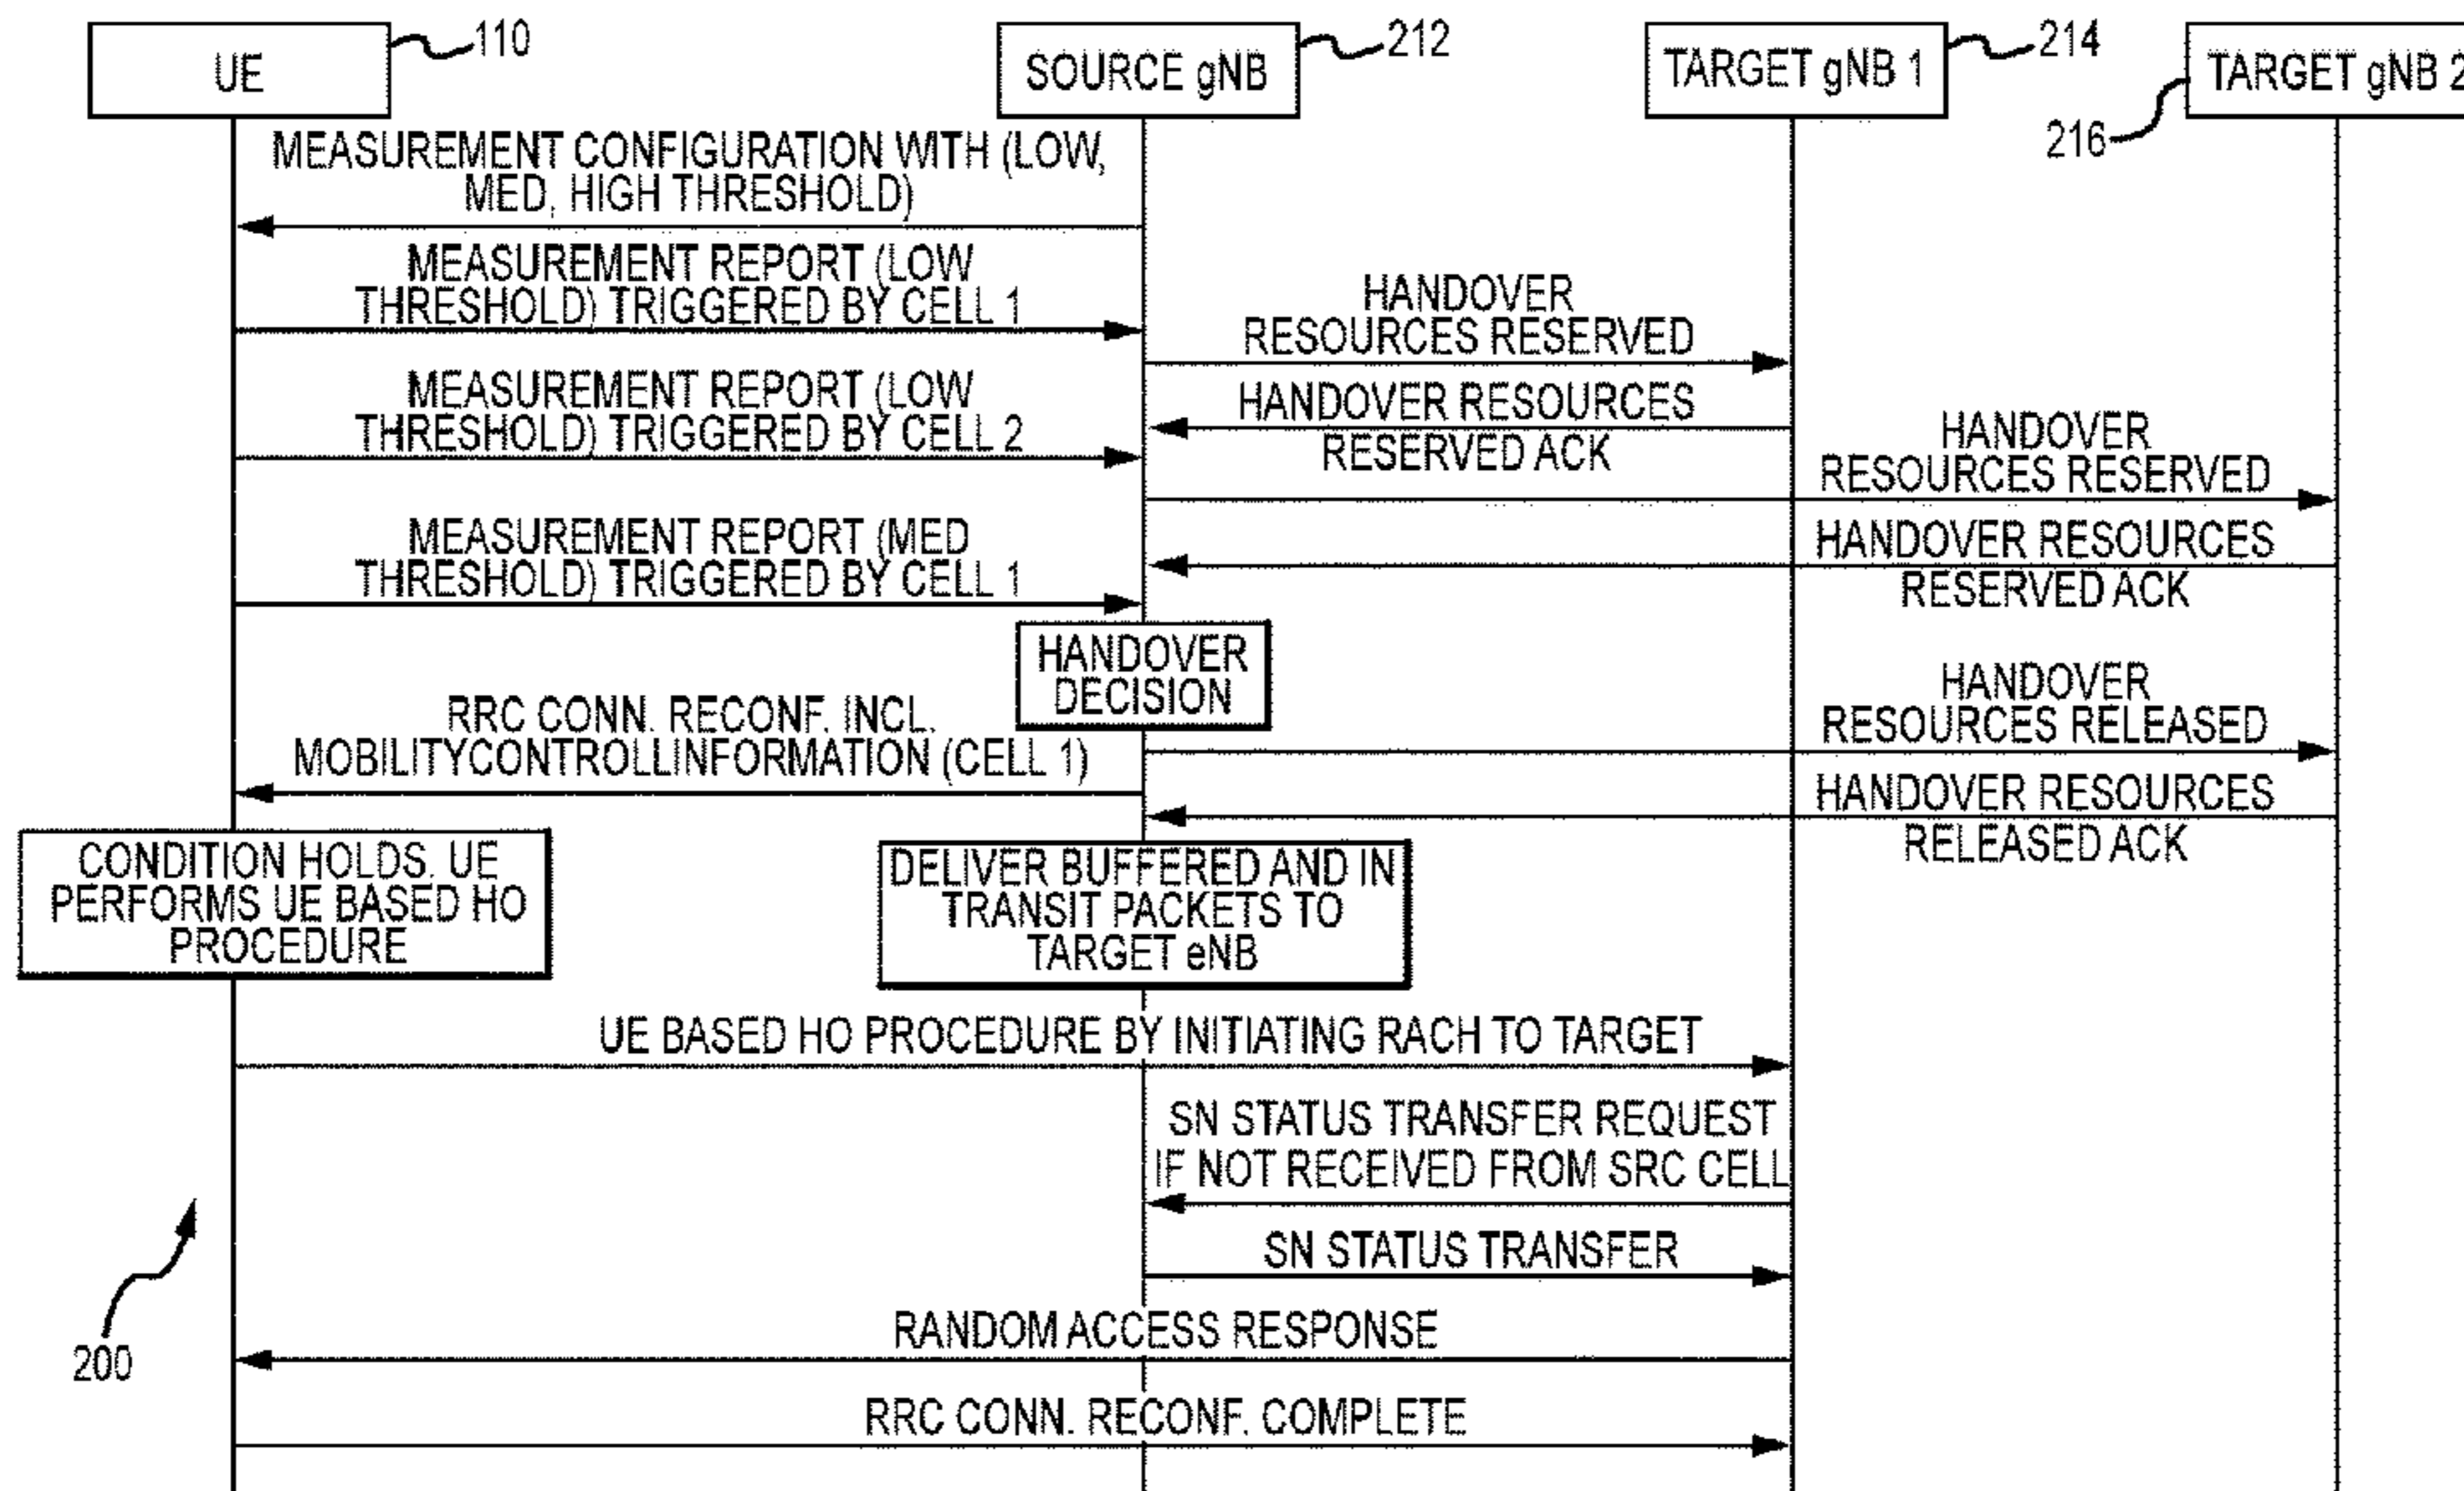 UE
110
SOURCE gNB
212
TARGET gNB 1
214
TARGET gNB 2
216
MEASUREMENT CONFIGURATION WITH (LOW,
MED, HIGH THRESHOLD)
MEASUREMENT REPORT (LOW
THRESHOLD) TRIGGERED BY CELL 1
HANDOVER
RESOURCES RESERVED
MEASUREMENT REPORT (LOW
THRESHOLD) TRIGGERED BY CELL 2
HANDOVER RESOURCES
RESERVED ACK
HANDOVER
RESOURCES RESERVED
MEASUREMENT REPORT (MED
THRESHOLD) TRIGGERED BY CELL 1
HANDOVER RESOURCES
RESERVED ACK
HANDOVER
DECISION
HANDOVER
RESOURCES RELEASED
RRC CONN. RECONF. INCL.
MOBILITYCONTROLLINFORMATION (CELL 1)
HANDOVER RESOURCES
RELEASED ACK
CONDITION HOLDS. UE
PERFORMS UE BASED HO
PROCEDURE
DELIVER BUFFERED AND IN
TRANSIT PACKETS TO
TARGET eNB
UE BASED HO PROCEDURE BY INITIATING RACH TO TARGET
SN STATUS TRANSFER REQUEST
IF NOT RECEIVED FROM SRC CELL
SN STATUS TRANSFER
RANDOM ACCESS RESPONSE
200
RRC CONN. RECONF. COMPLETE